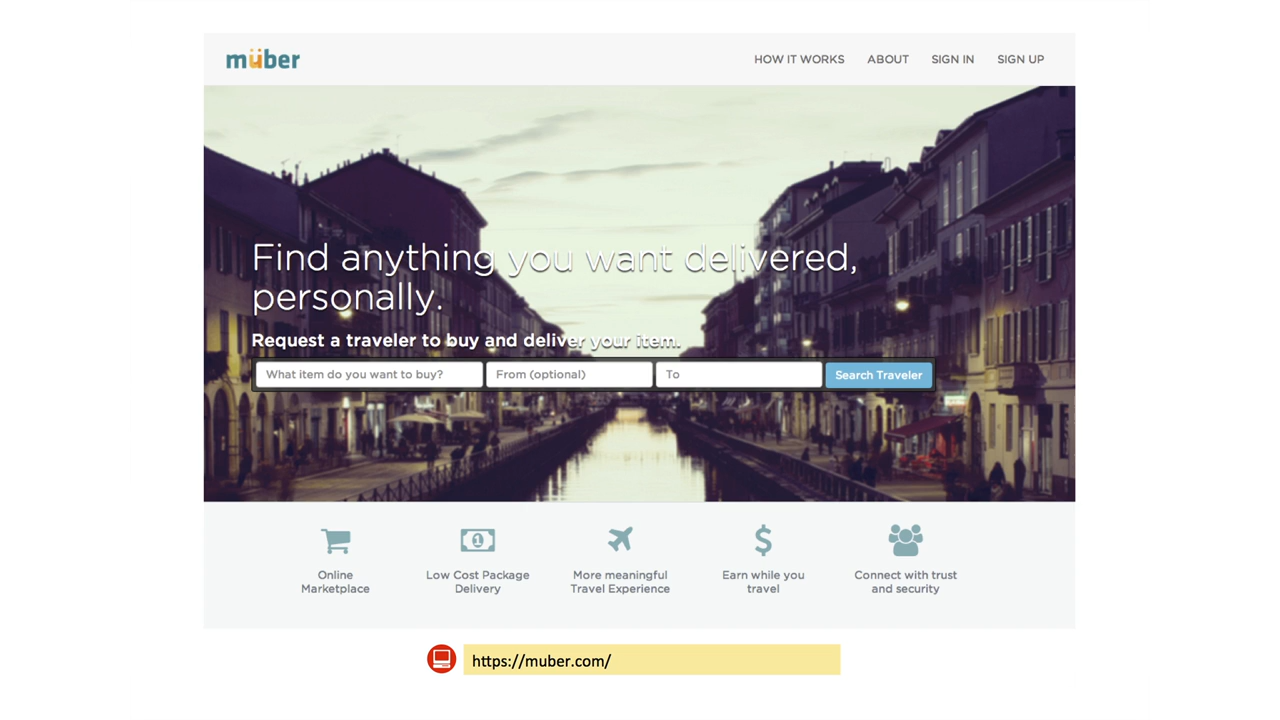 müber
HOW IT WORKS ABOUT SIGN IN SIGN UP
Find anything you want delivered,
personally.
Request a traveler to buy and deliver your item.
What item do you want to buy? From (optional) To Search Traveler
Online
Marketplace
Low Cost Package
Delivery
More meaningful
Travel Experience
Earn while you
travel
Connect with trust
and security
https://muber.com/